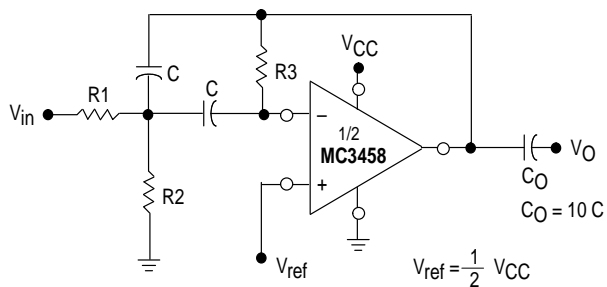 V_CC
C
C
R3
R1
V_in
1/2
MC3458
−
+
R2
V_O
C_O
C_O = 10 C
V_ref
V_ref = 1/2 V_CC